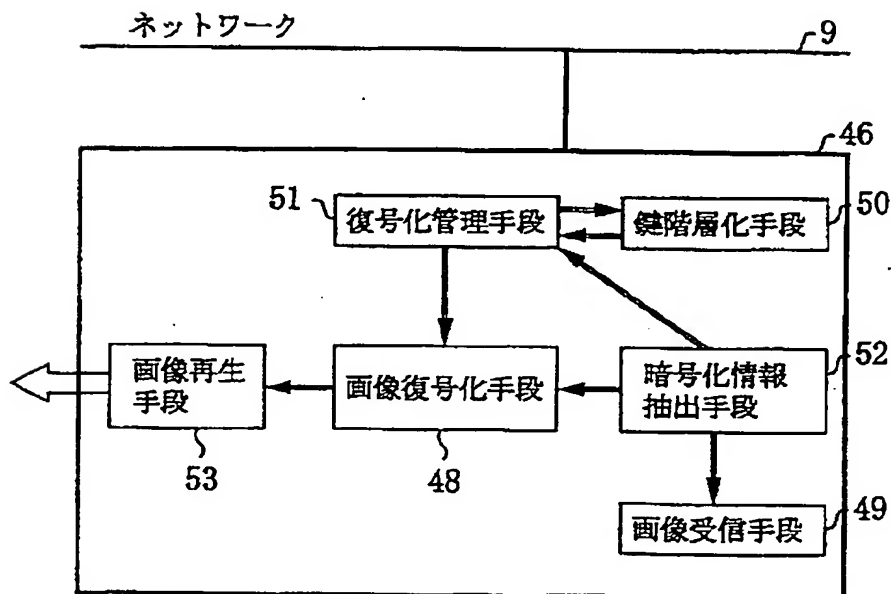 ネットワーク
9
46
51
復号化管理手段
鍵階層化手段
50
画像再生
手段
53
画像復号化手段
48
暗号化情報
抽出手段
52
画像受信手段
49